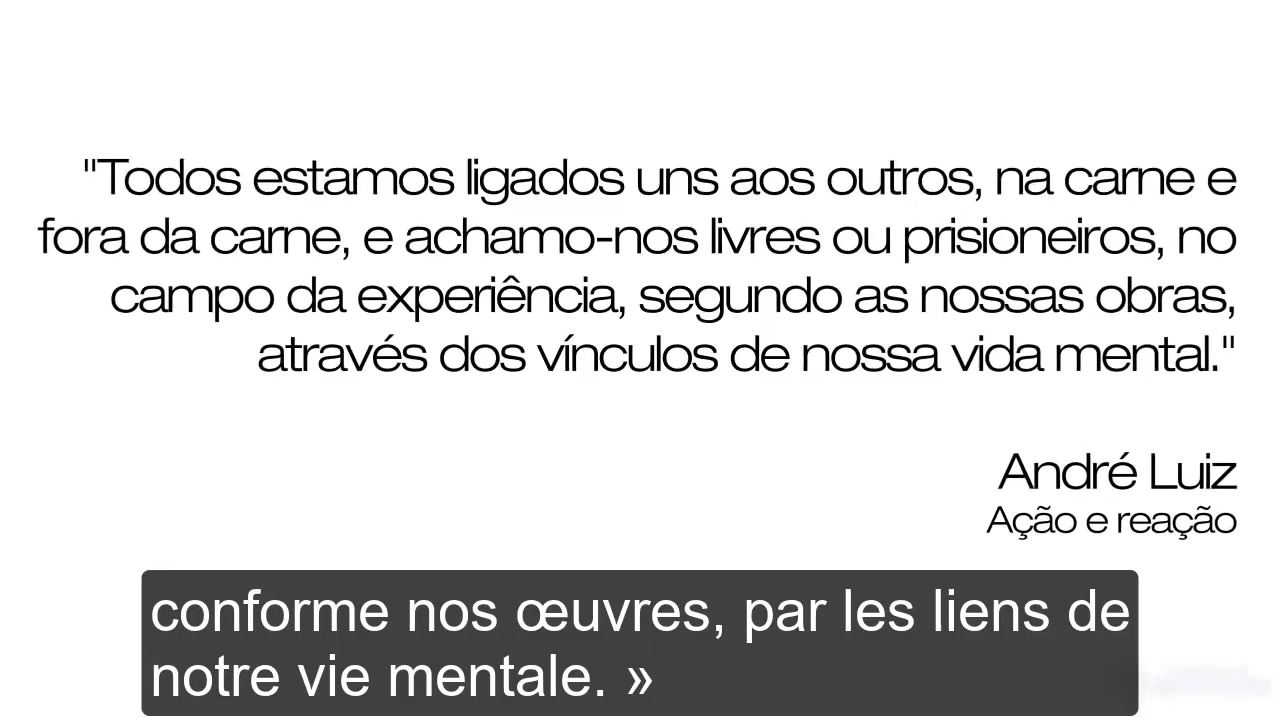 "Todos estamos ligados uns aos outros, na carne e
fora da carne, e achamo-nos livres ou prisioneiros, no
campo da experiência, segundo as nossas obras,
através dos vínculos de nossa vida mental."
André Luiz
Ação e reação
conforme nos œuvres, par les liens de
notre vie mentale. »